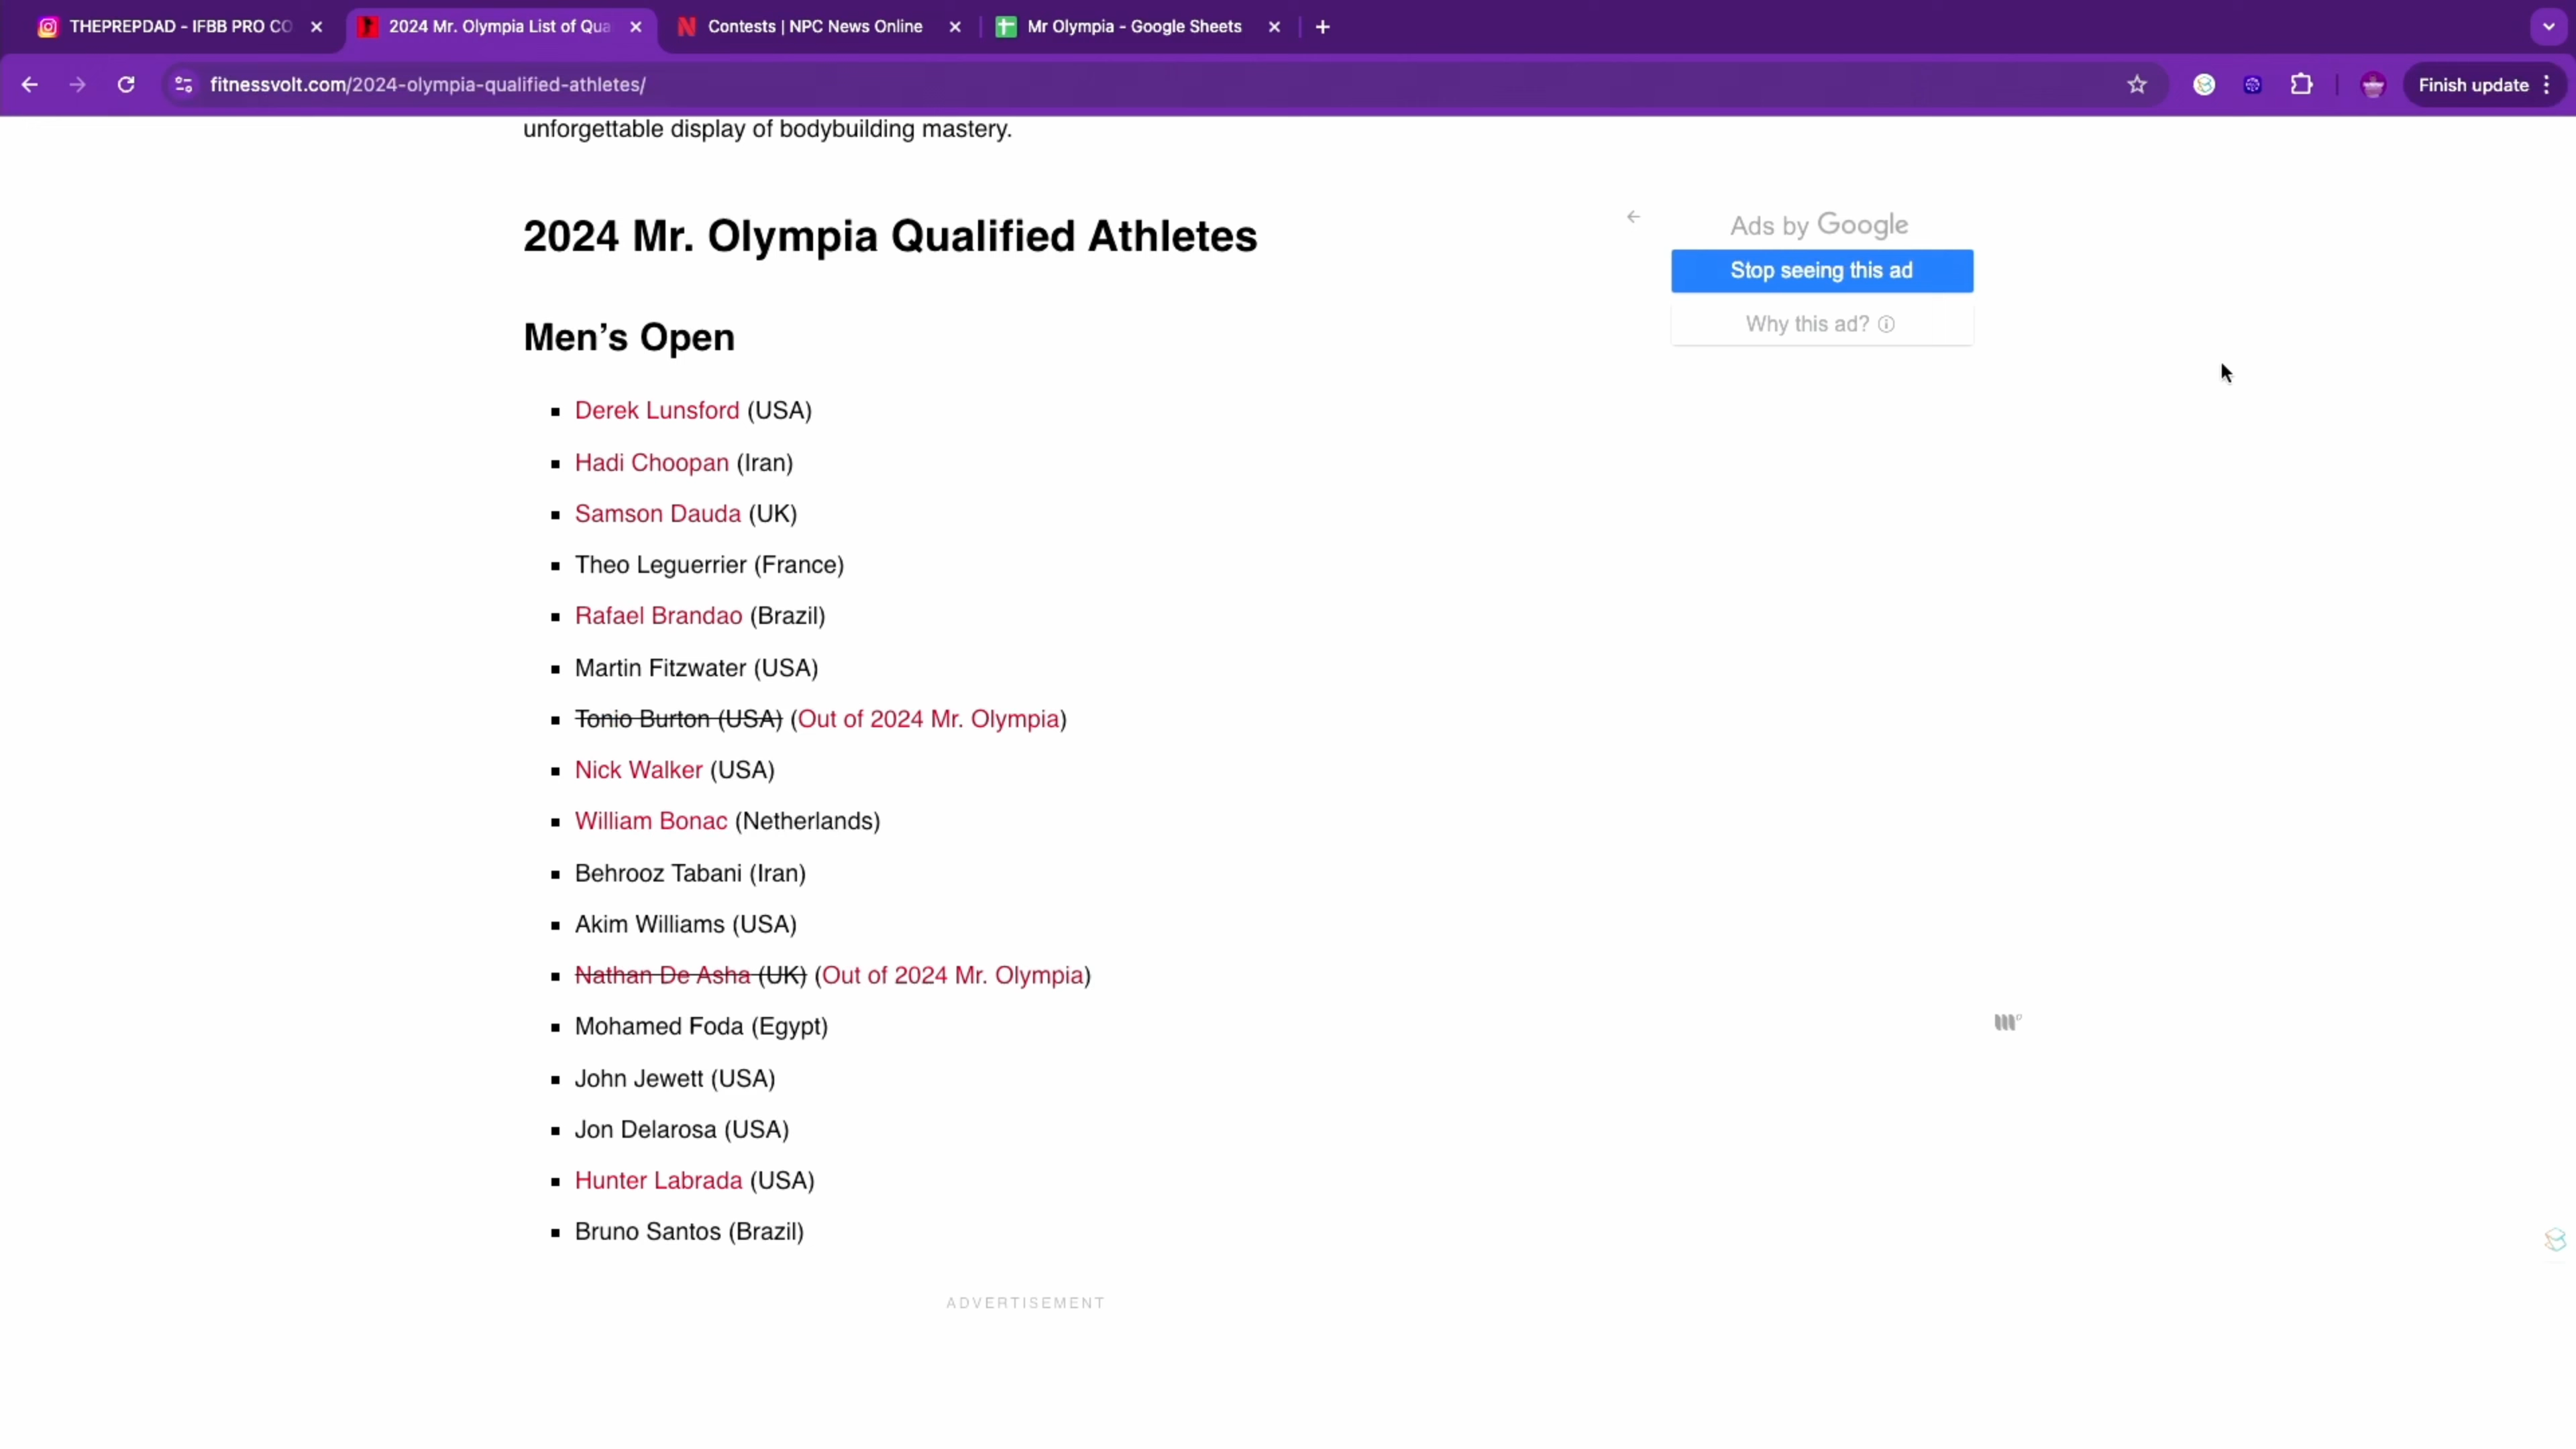 THEPREPDAD - IFBB PRO CO
2024 Mr. Olympia List of Qua
Contests | NPC News Online
Mr Olympia - Google Sheets
fitnessvolt.com/2024-olympia-qualified-athletes/
Finish update
unforgettable display of bodybuilding mastery.
2024 Mr. Olympia Qualified Athletes
Ads by Google
Stop seeing this ad
Why this ad?
Men’s Open
Derek Lunsford (USA)
Hadi Choopan (Iran)
Samson Dauda (UK)
Theo Leguerrier (France)
Rafael Brandao (Brazil)
Martin Fitzwater (USA)
Tonio Burton (USA) (Out of 2024 Mr. Olympia)
Nick Walker (USA)
William Bonac (Netherlands)
Behrooz Tabani (Iran)
Akim Williams (USA)
Nathan De Asha (UK) (Out of 2024 Mr. Olympia)
Mohamed Foda (Egypt)
John Jewett (USA)
Jon Delarosa (USA)
Hunter Labrada (USA)
Bruno Santos (Brazil)
ADVERTISEMENT